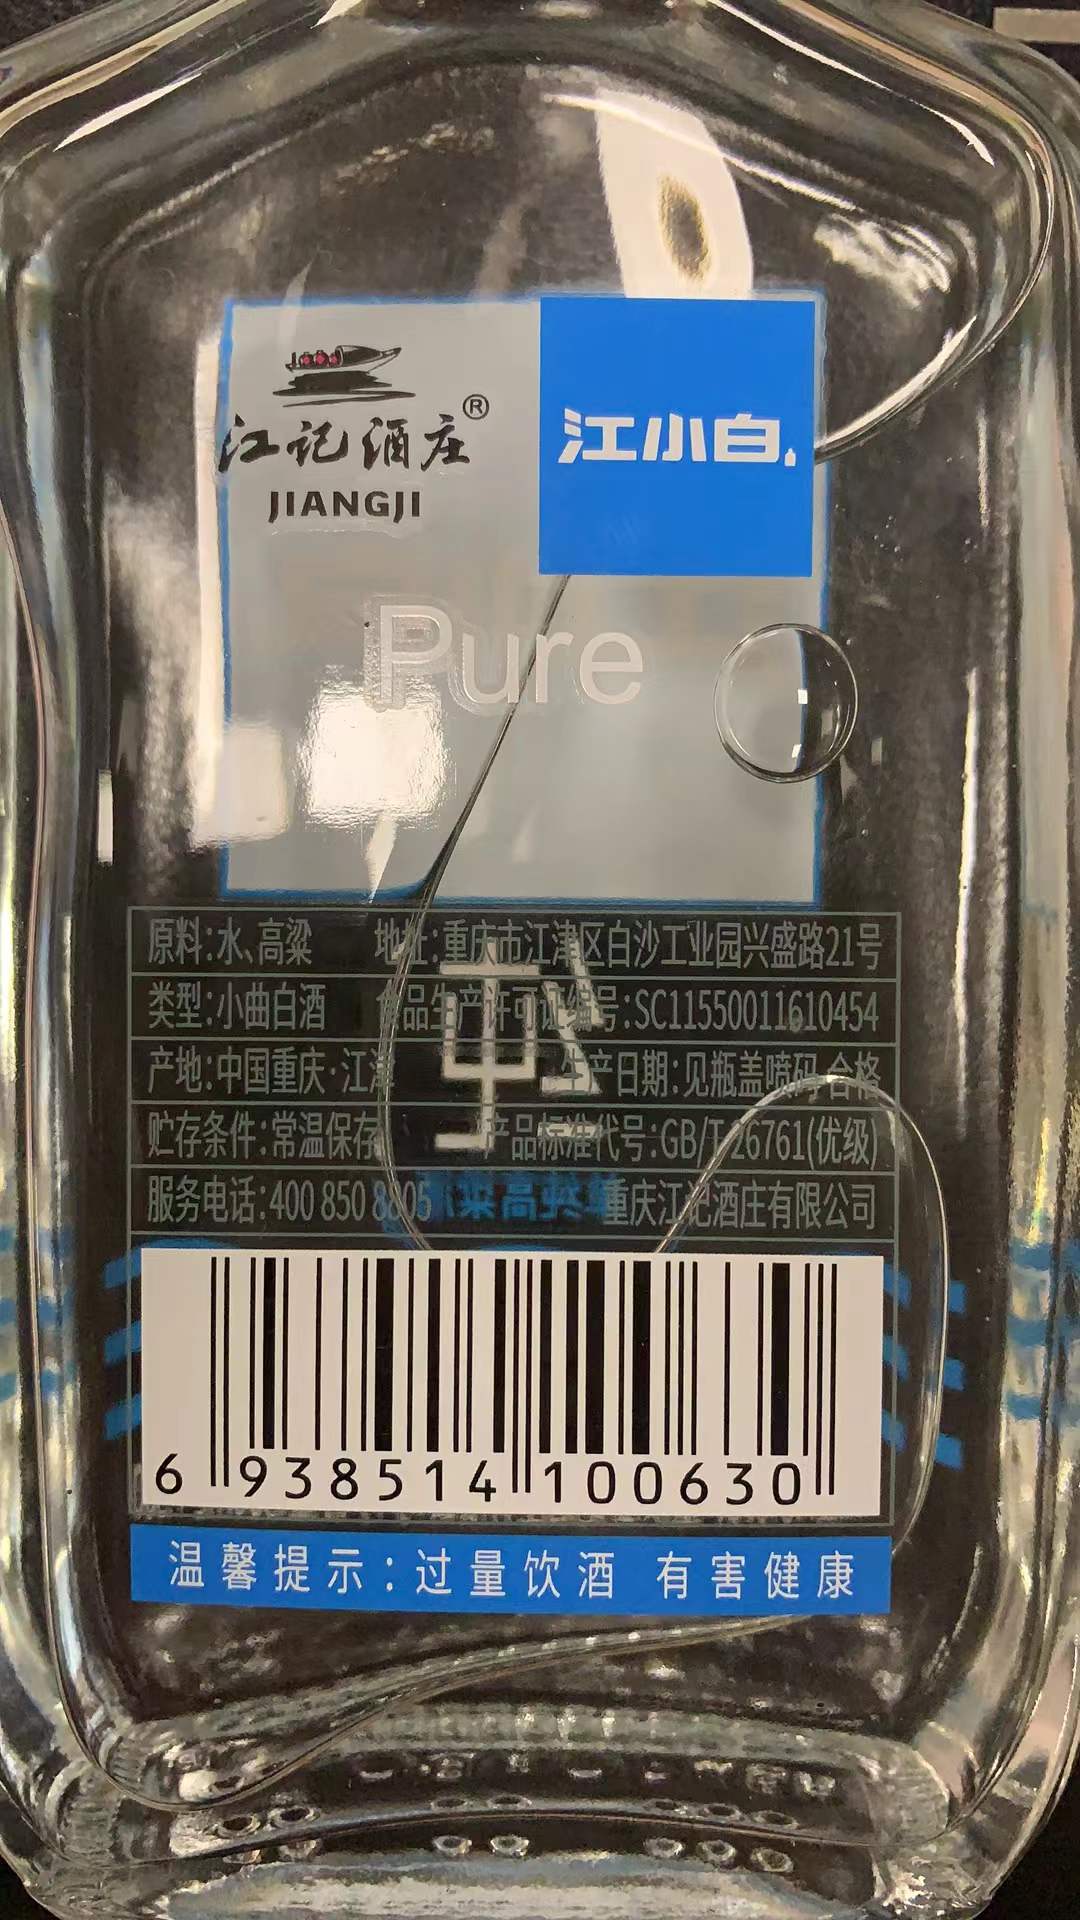 江记酒庄®
JIANGJI
江小白
Pure
原料:水、高粱 地址:重庆市江津区白沙工业园兴盛路21号
类型:小曲白酒 食品生产许可证编号:SC11550011610454
产地:中国重庆·江津 生产日期:见瓶盖喷码 合格
贮存条件:常温保存 产品标准代号:GB/T 26761(优级)
服务电话:400 850 8805 重庆江记酒庄有限公司
6 938514 100630
温馨提示:过量饮酒 有害健康